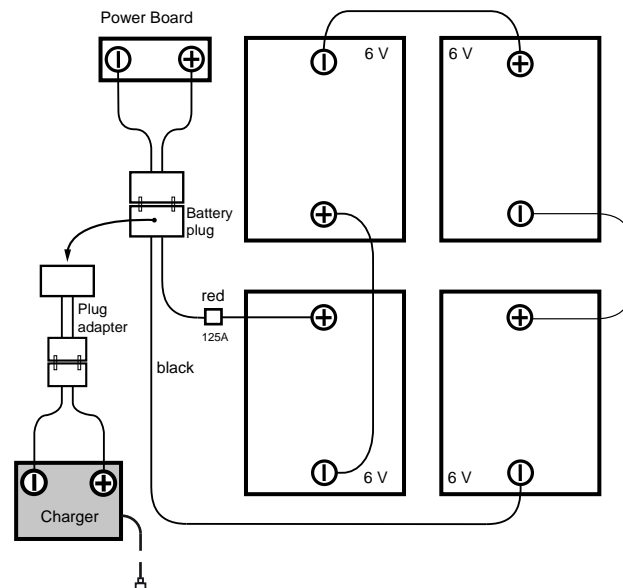 Power Board
6 V
6 V
Battery
plug
Plug
adapter
red
125A
black
6 V
6 V
Charger